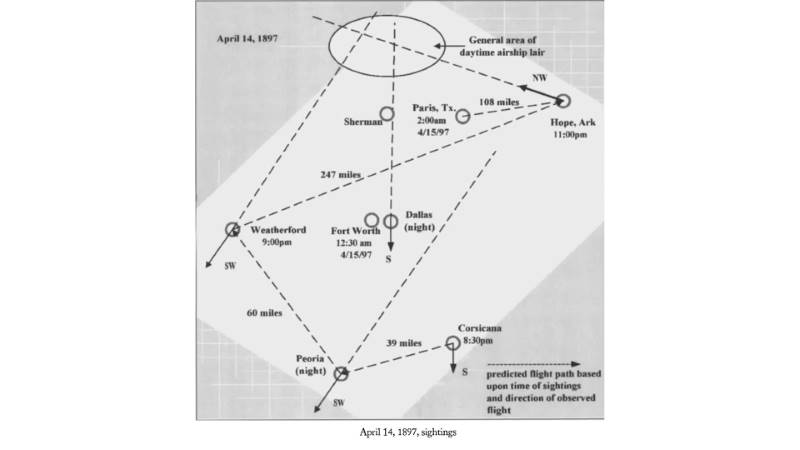 April 14, 1897
General area of
daytime airship lair
NW
108 miles
Paris, Tx.
2:00am
4/15/97
Sherman
Hope, Ark
11:00pm
247 miles
Weatherford
9:00pm
SW
Fort Worth
12:30 am
4/15/97
Dallas
(night)
S
60 miles
Corsicana
8:30pm
39 miles
S
Peoria
(night)
SW
predicted flight path based
upon time of sightings
and direction of observed
flight
April 14, 1897, sightings